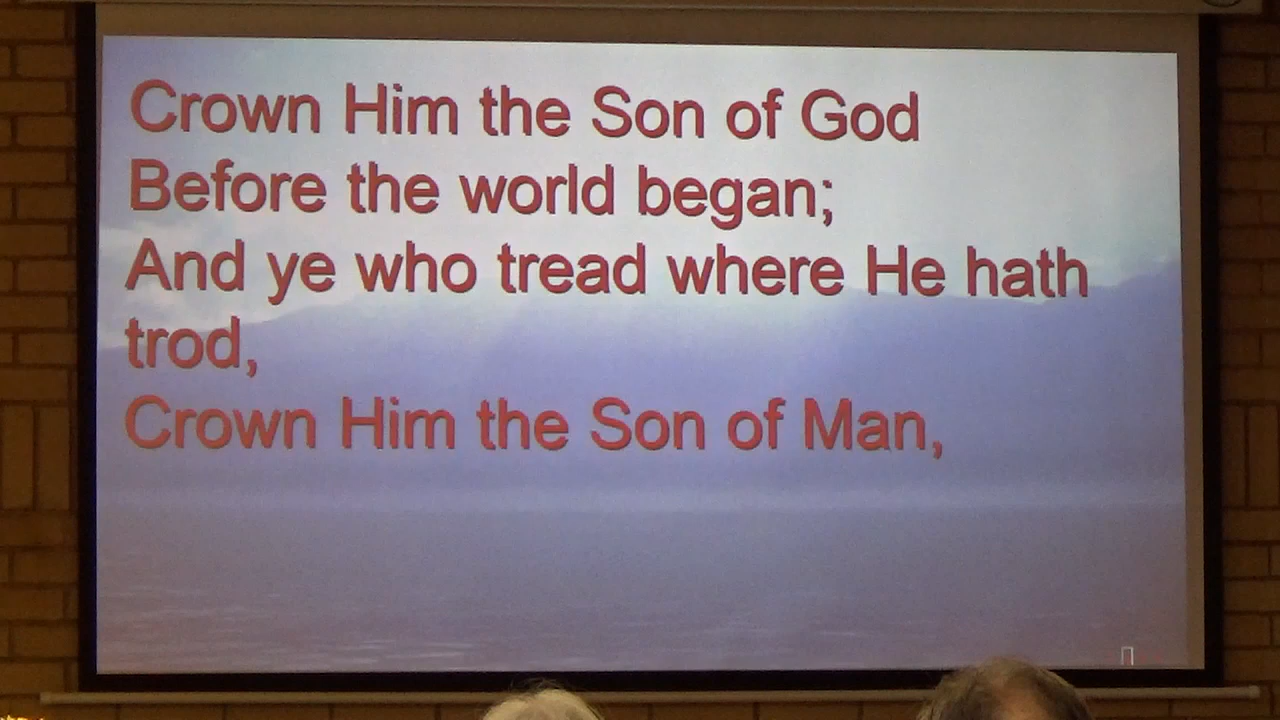 Crown Him the Son of God
Before the world began;
And ye who tread where He hath
trod,
Crown Him the Son of Man,